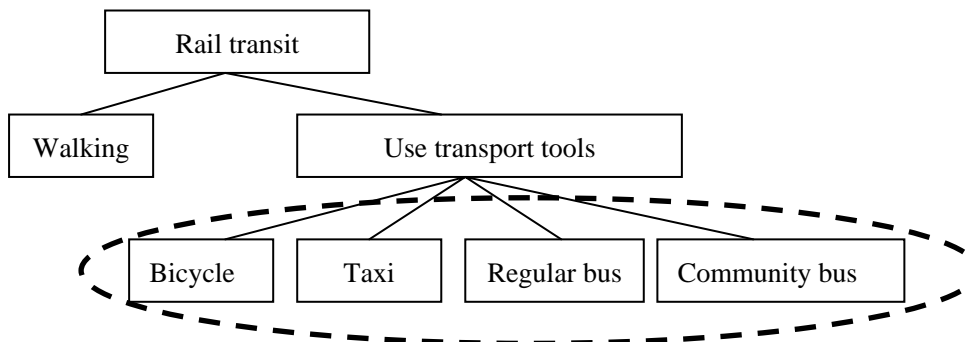 Rail transit
Walking
Use transport tools
Bicycle
Taxi
Regular bus
Community bus